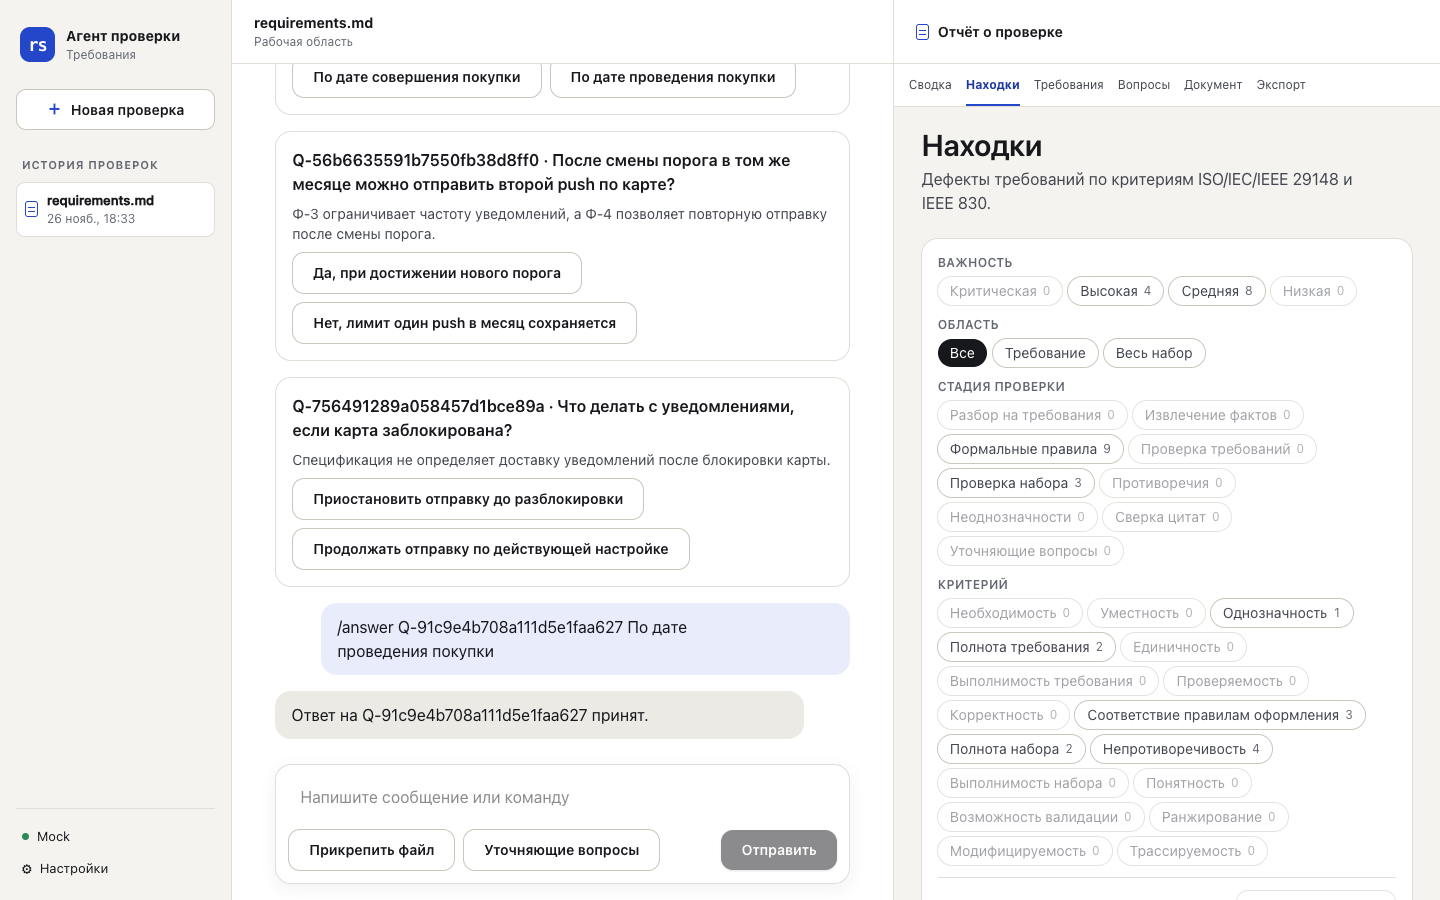 rs
Агент проверки
Требования
+ Новая проверка
ИСТОРИЯ ПРОВЕРОК
requirements.md
26 нояб., 18:33
Mock
Настройки
requirements.md
Рабочая область
По дате совершения покупки
По дате проведения покупки
Q-56b6635591b7550fb38d8ff0 · После смены порога в том же
месяце можно отправить второй push по карте?
Ф-3 ограничивает частоту уведомлений, а Ф-4 позволяет повторную отправку
после смены порога.
Да, при достижении нового порога
Нет, лимит один push в месяц сохраняется
Q-756491289a058457d1bce89a · Что делать с уведомлениями,
если карта заблокирована?
Спецификация не определяет доставку уведомлений после блокировки карты.
Приостановить отправку до разблокировки
Продолжать отправку по действующей настройке
/answer Q-91c9e4b708a111d5e1faa627 По дате
проведения покупки
Ответ на Q-91c9e4b708a111d5e1faa627 принят.
Напишите сообщение или команду
Прикрепить файл
Уточняющие вопросы
Отправить
Отчёт о проверке
Сводка Находки Требования Вопросы Документ Экспорт
Находки
Дефекты требований по критериям ISO/IEC/IEEE 29148 и
IEEE 830.
ВАЖНОСТЬ
Критическая 0 Высокая 4 Средняя 8 Низкая 0
ОБЛАСТЬ
Все Требование Весь набор
СТАДИЯ ПРОВЕРКИ
Разбор на требования 0 Извлечение фактов 0
Формальные правила 9 Проверка требований 0
Проверка набора 3 Противоречия 0
Неоднозначности 0 Сверка цитат 0
Уточняющие вопросы 0
КРИТЕРИЙ
Необходимость 0 Уместность 0 Однозначность 1
Полнота требования 2 Единичность 0
Выполнимость требования 0 Проверяемость 0
Корректность 0 Соответствие правилам оформления 3
Полнота набора 2 Непротиворечивость 4
Выполнимость набора 0 Понятность 0
Возможность валидации 0 Ранжирование 0
Модифицируемость 0 Трассируемость 0